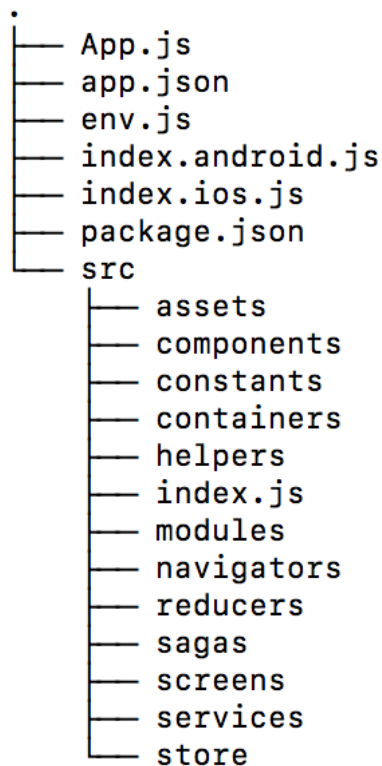 .
├── App.js
├── app.json
├── env.js
├── index.android.js
├── index.ios.js
├── package.json
└── src
    ├── assets
    ├── components
    ├── constants
    ├── containers
    ├── helpers
    ├── index.js
    ├── modules
    ├── navigators
    ├── reducers
    ├── sagas
    ├── screens
    ├── services
    └── store